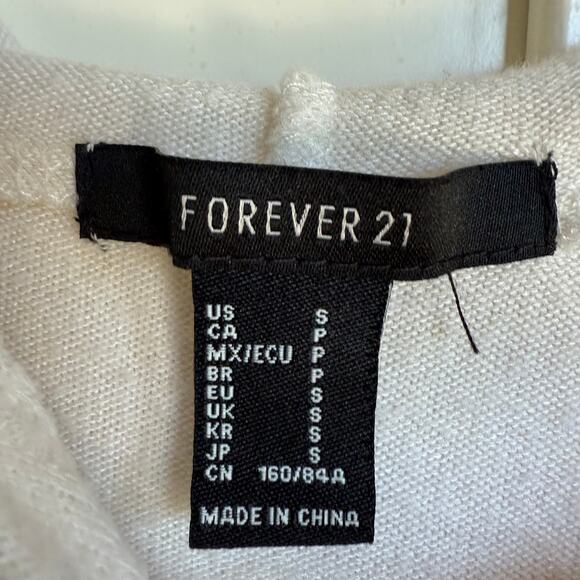 FOREVER 21
US S
CA P
MX/ECU P
BR P
EU S
UK S
KR S
JP S
CN 160/84A
MADE IN CHINA